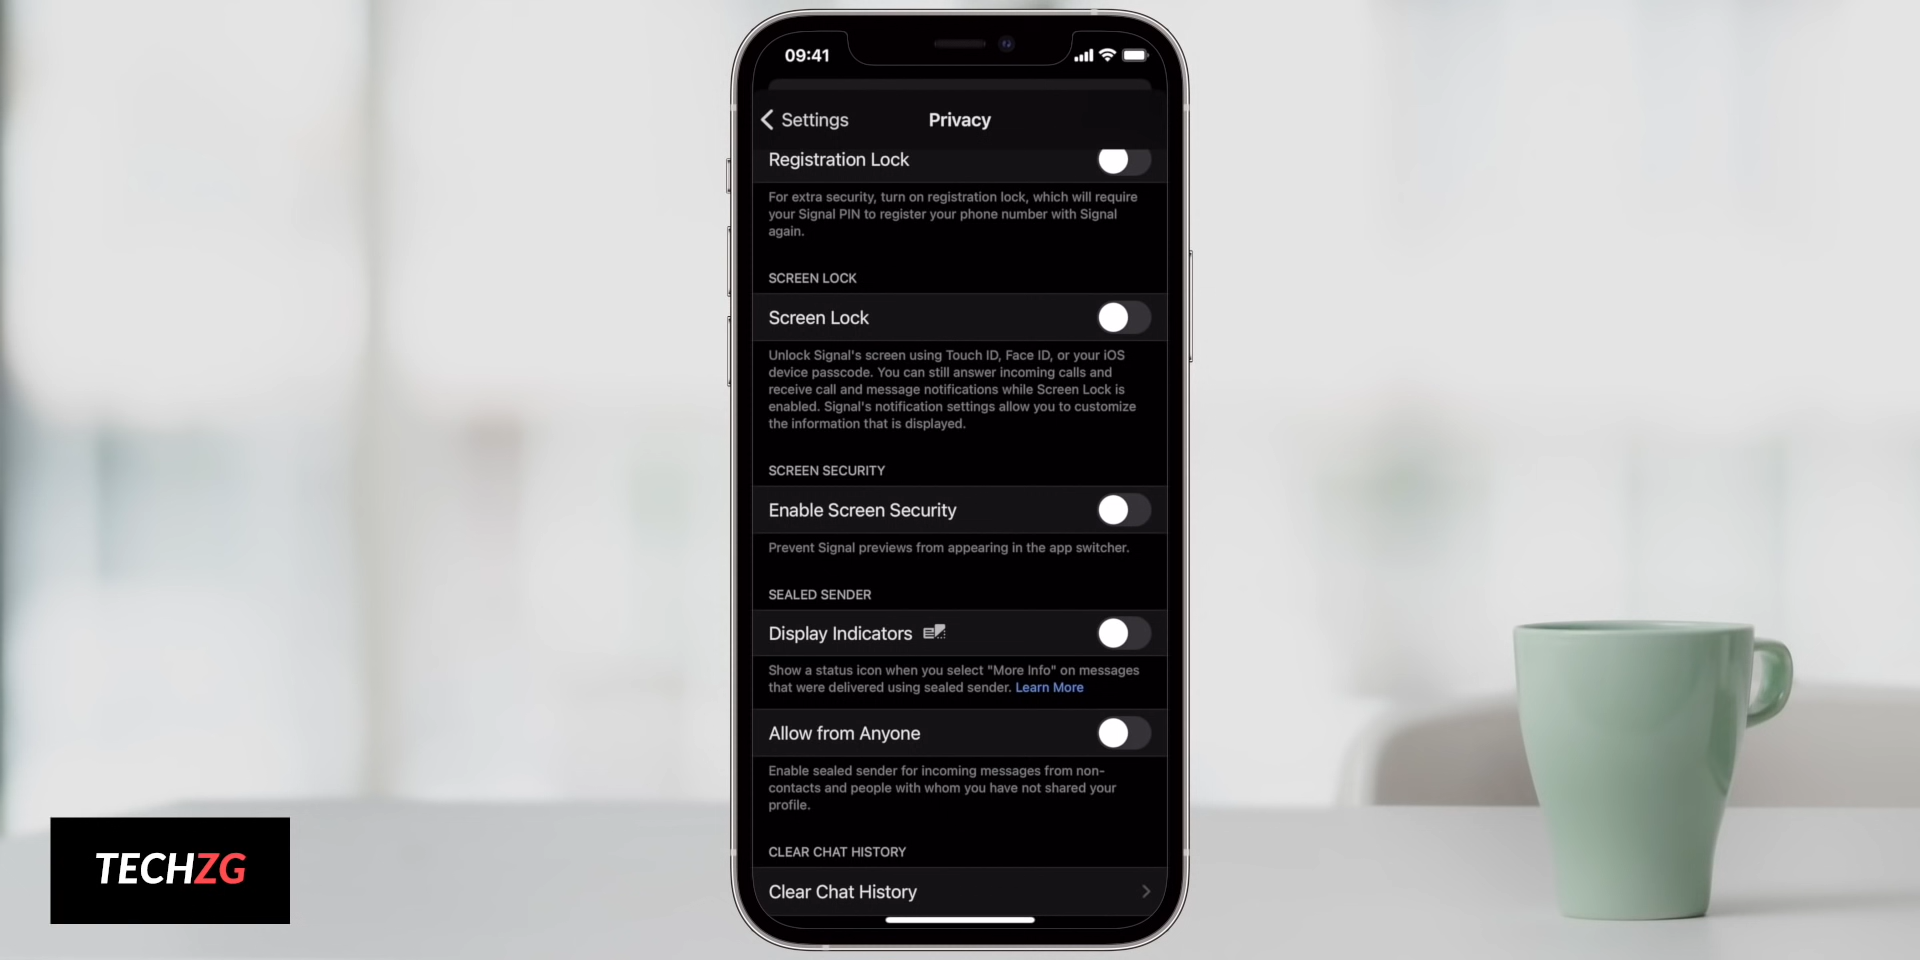 09:41
Settings
Privacy
Registration Lock
For extra security, turn on registration lock, which will require
your Signal PIN to register your phone number with Signal
again.
SCREEN LOCK
Screen Lock
Unlock Signal's screen using Touch ID, Face ID, or your iOS
device passcode. You can still answer incoming calls and
receive call and message notifications while Screen Lock is
enabled. Signal's notification settings allow you to customize
the information that is displayed.
SCREEN SECURITY
Enable Screen Security
Prevent Signal previews from appearing in the app switcher.
SEALED SENDER
Display Indicators
Show a status icon when you select "More Info" on messages
that were delivered using sealed sender. Learn More
Allow from Anyone
Enable sealed sender for incoming messages from non-
contacts and people with whom you have not shared your
profile.
CLEAR CHAT HISTORY
Clear Chat History
TECHZG